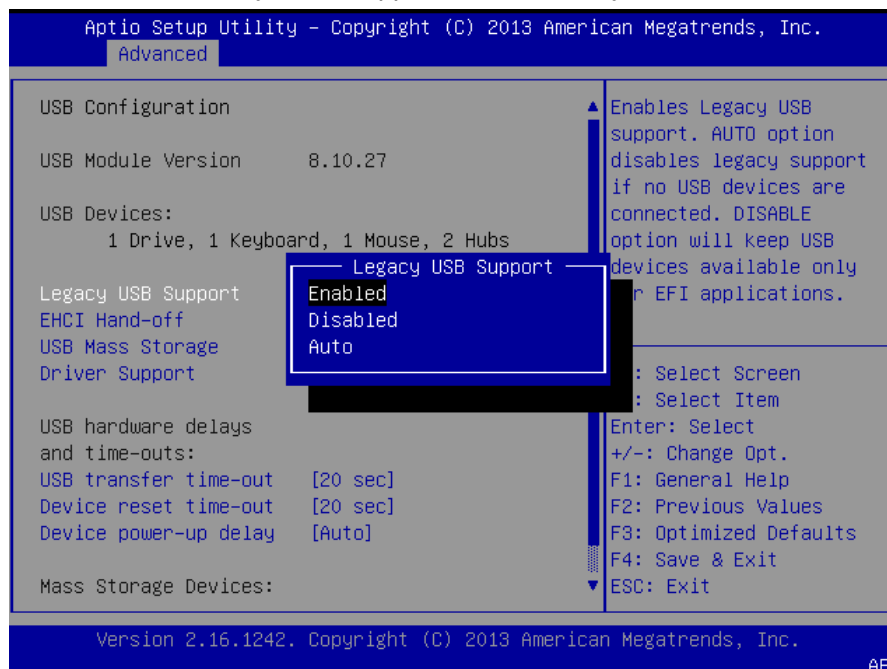 Aptio Setup Utility – Copyright (C) 2013 American Megatrends, Inc.
Advanced
USB Configuration
USB Module Version 8.10.27
USB Devices:
1 Drive, 1 Keyboard, 1 Mouse, 2 Hubs
Legacy USB Support
EHCI Hand-off
USB Mass Storage
Driver Support
USB hardware delays
and time-outs:
USB transfer time-out [20 sec]
Device reset time-out [20 sec]
Device power-up delay [Auto]
Mass Storage Devices:
Legacy USB Support
Enabled
Disabled
Auto
Enables Legacy USB
support. AUTO option
disables legacy support
if no USB devices are
connected. DISABLE
option will keep USB
devices available only
EFI applications.
: Select Screen
: Select Item
Enter: Select
+/-: Change Opt.
F1: General Help
F2: Previous Values
F3: Optimized Defaults
F4: Save & Exit
ESC: Exit
Version 2.16.1242. Copyright (C) 2013 American Megatrends, Inc.